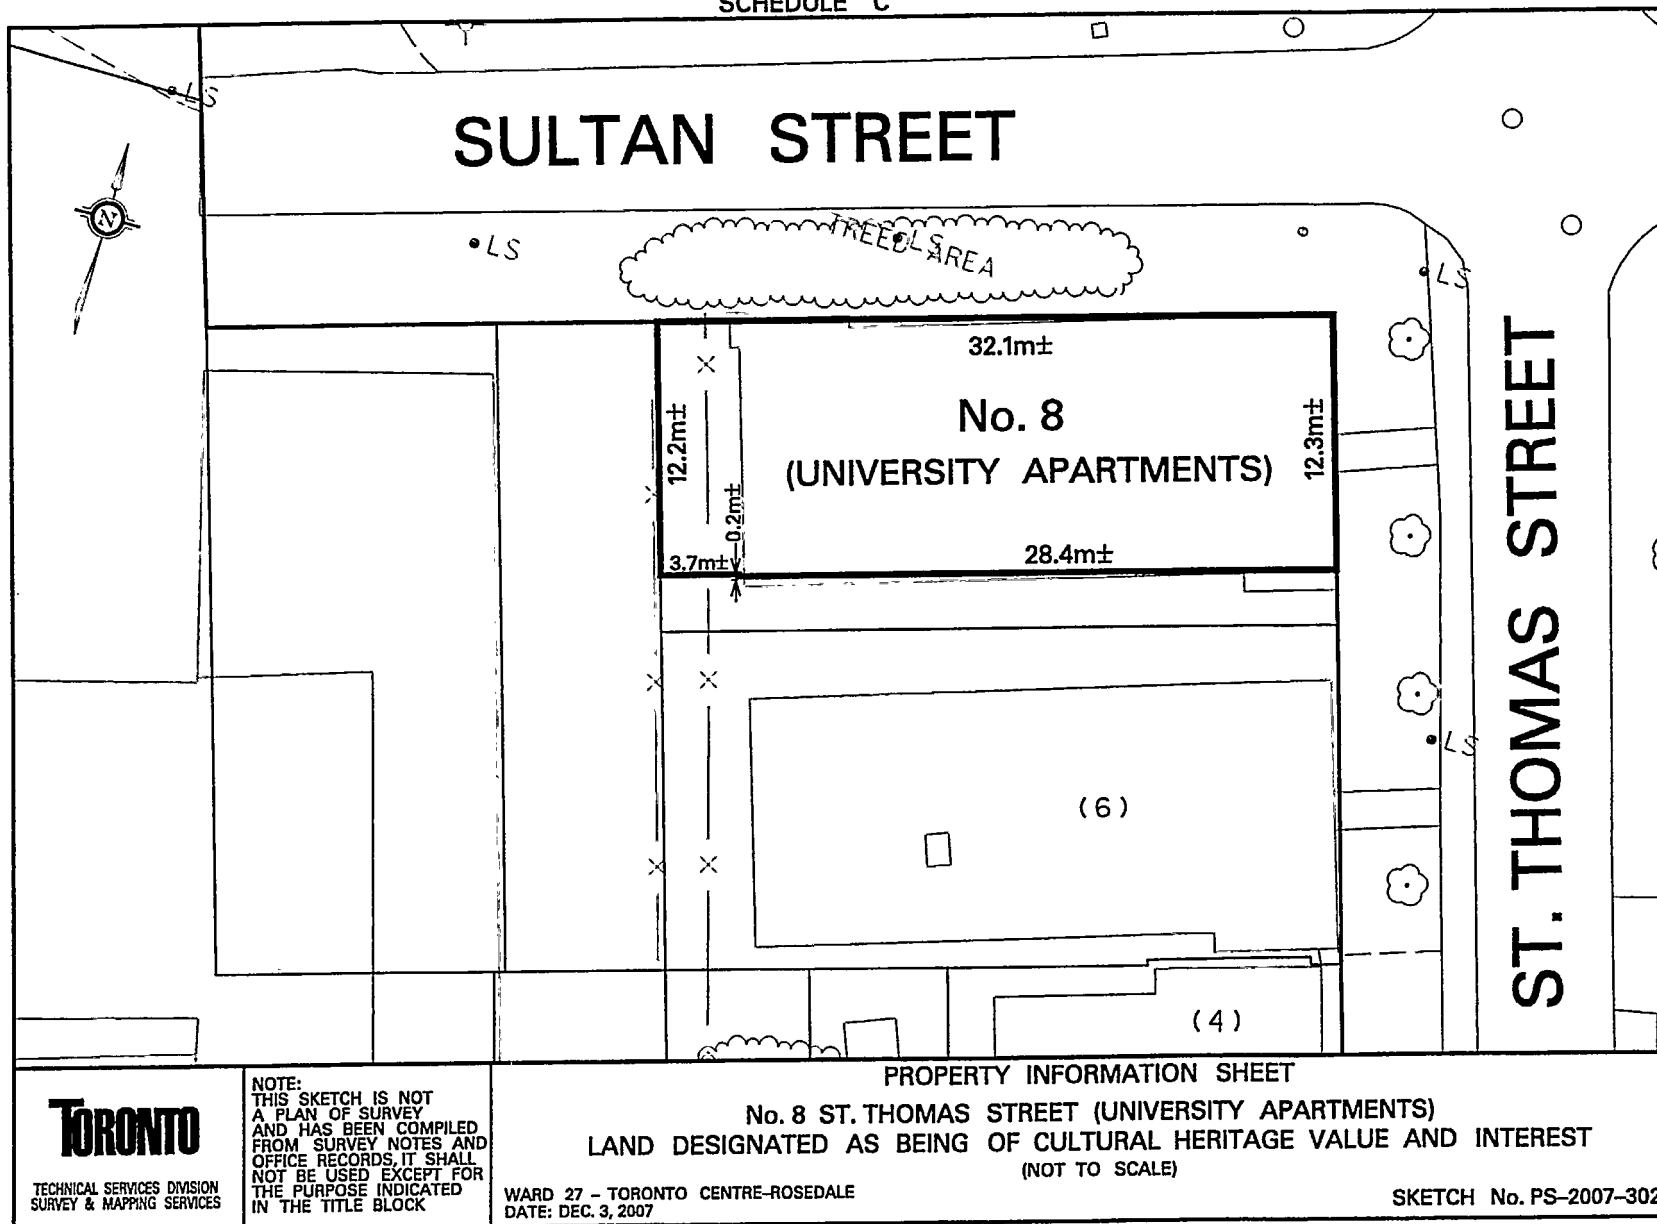 SCHEDULE "C"
LS
SULTAN STREET
N
LS
TREED AREA
LS
LS
32.1m±
No. 8
(UNIVERSITY APARTMENTS)
12.2m±
12.3m±
0.2m±
3.7m±
28.4m±
ST. THOMAS STREET
LS
(6)
(4)
TORONTO
TECHNICAL SERVICES DIVISION
SURVEY & MAPPING SERVICES
NOTE:
THIS SKETCH IS NOT
A PLAN OF SURVEY
AND HAS BEEN COMPILED
FROM SURVEY NOTES AND
OFFICE RECORDS, IT SHALL
NOT BE USED EXCEPT FOR
THE PURPOSE INDICATED
IN THE TITLE BLOCK
PROPERTY INFORMATION SHEET
No. 8 ST. THOMAS STREET (UNIVERSITY APARTMENTS)
LAND DESIGNATED AS BEING OF CULTURAL HERITAGE VALUE AND INTEREST
(NOT TO SCALE)
WARD 27 - TORONTO CENTRE-ROSEDALE
DATE: DEC. 3, 2007
SKETCH No. PS-2007-302